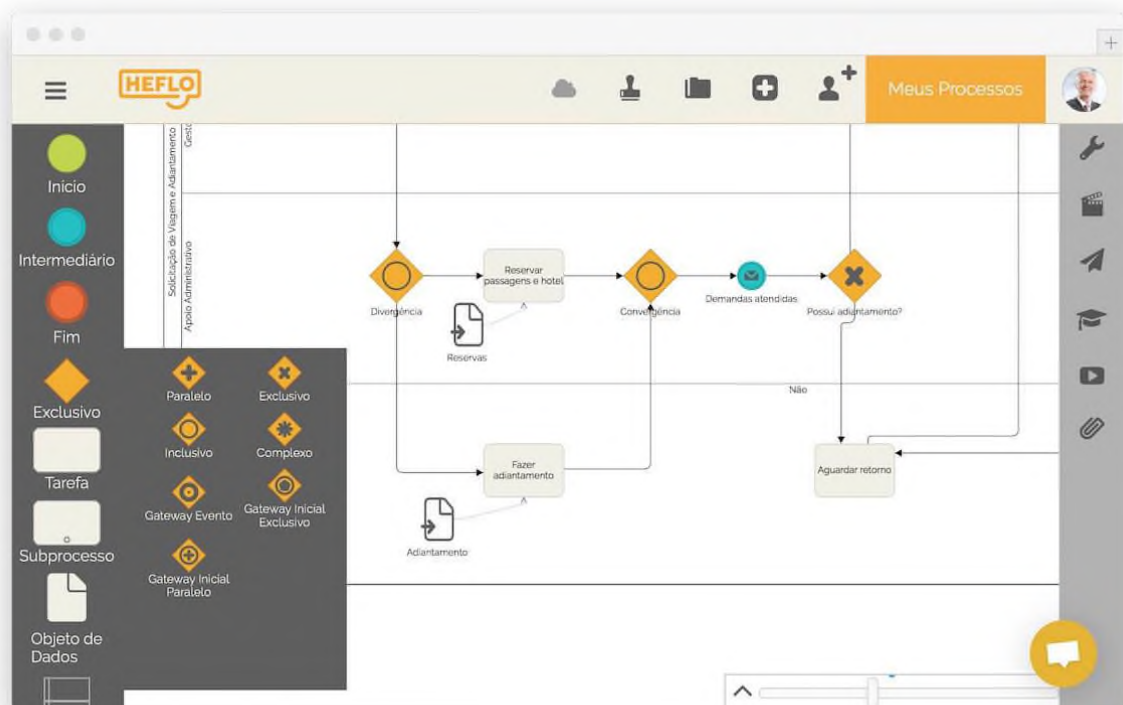 HEFLO
Meus Processos
Inicio
Intermediário
Fim
Exclusivo
Tarefa
Subprocesso
Objeto de
Dados
Paralelo
Exclusivo
Inclusivo
Complexo
Gateway Evento
Gateway Inicial
Exclusivo
Gateway Inicial
Paralelo
Solicitação de Viagem e Adiantamento
Apoio Administrativo
Divergência
Reservar
passagens e hotel
Reservas
Convergência
Demandas atendidas
Possui adiantamento?
Não
Fazer
adiantamento
Adiantamento
Aguardar retorno